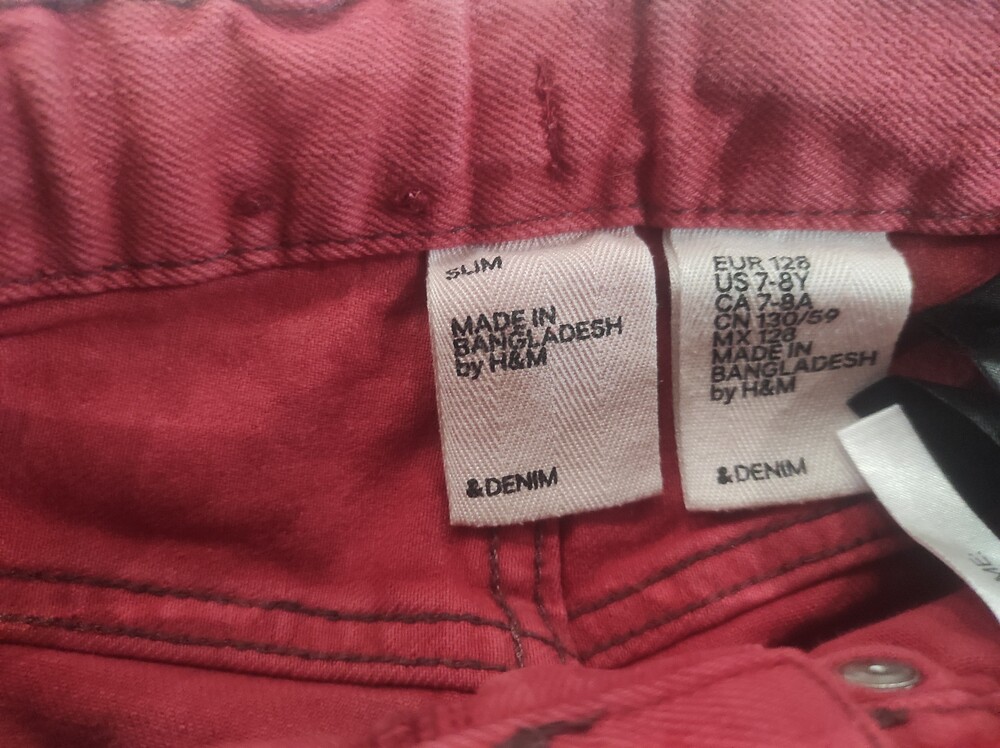 SLIM
MADE IN
BANGLADESH
by H&M
&DENIM
EUR 128
US 7-8Y
CA 7-8A
CN 130/59
MX 128
MADE IN
BANGLADESH
by H&M
&DENIM